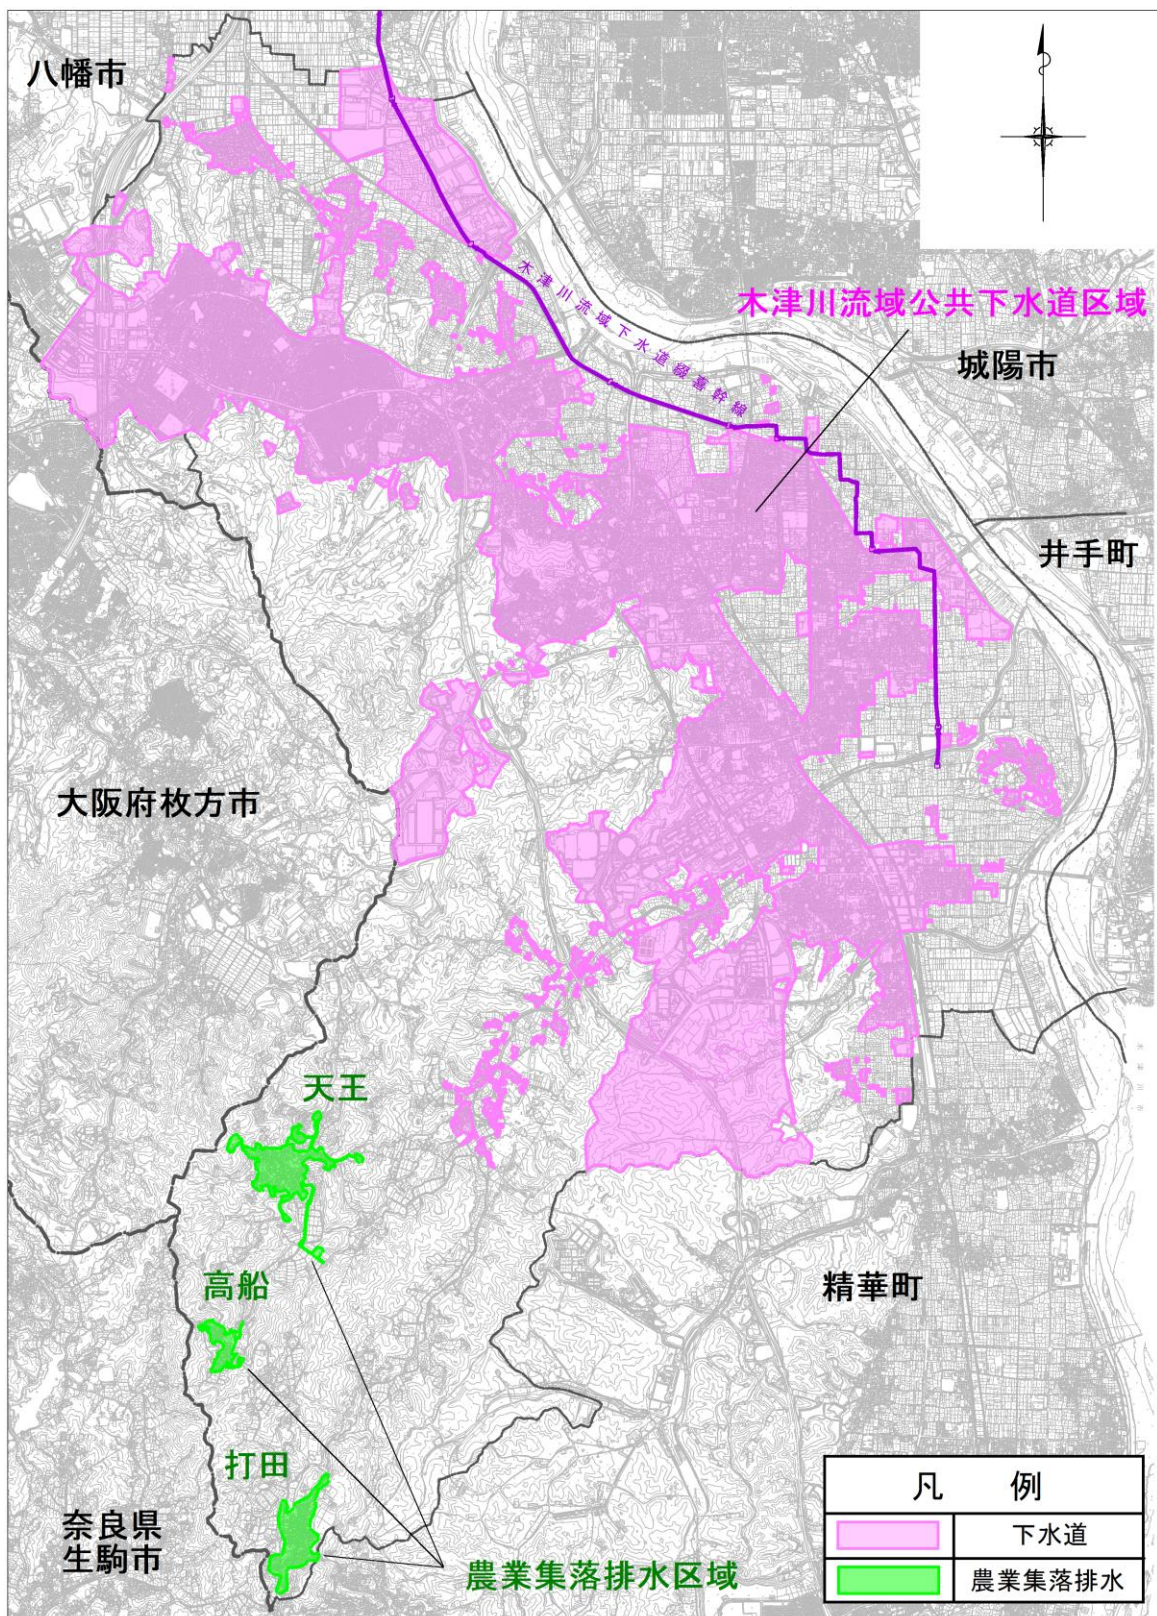 八幡市
木津川流域下水道綴喜幹線
木津川流域公共下水道区域
城陽市
井手町
大阪府枚方市
天王
高船
精華町
打田
奈良県
生駒市
農業集落排水区域
凡 例
下水道
農業集落排水